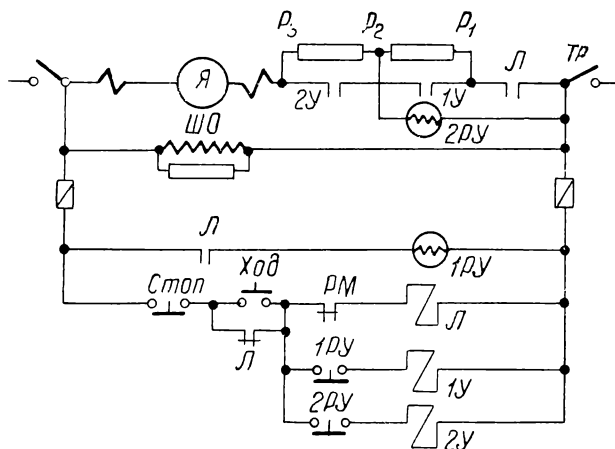 Р₃ Р₂ Р₁
Я 2У 1У Л ТР
ШО 2РУ
Л
1РУ
Стоп Ход РМ
Л Л
1РУ
1У
2РУ
2У